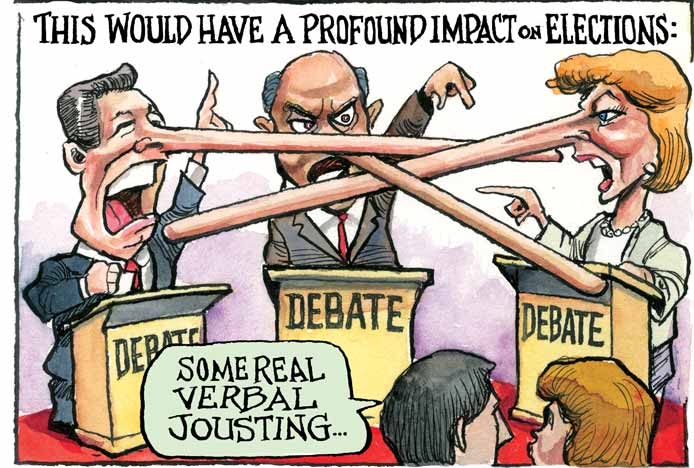 THIS WOULD HAVE A PROFOUND IMPACT ON ELECTIONS:
DEBATE
DEBATE
DEBATE
SOME REAL
VERBAL
JOUSTING...